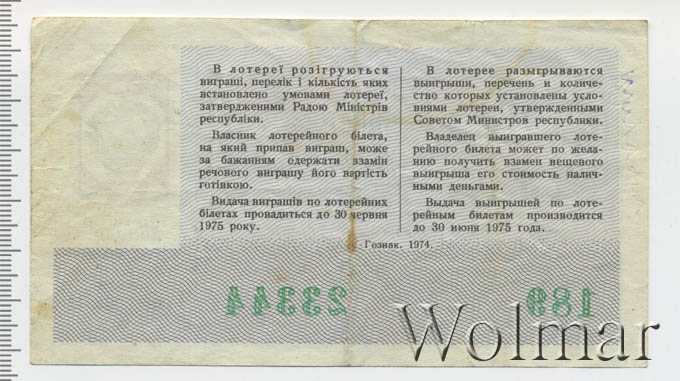 В лотереї розігруються
виграші, перелік і кількість яких
встановлено умовами лотереї,
затвердженими Радою Міністрів
республіки.
Власник лотерейного білета,
на який припав виграш, може
за бажанням одержати взамін
речового виграшу його вартість
готівкою.
Видача виграшів по лотерейних
білетах провадиться до 30 червня
1975 року.
В лотерее разыгрываются
выигрыши, перечень и количе-
ство которых установлены усло-
виями лотереи, утвержденными
Советом Министров республики.
Владелец выигравшего лоте-
рейного билета может по жела-
нию получить взамен вещевого
выигрыша его стоимость налич-
ными деньгами.
Выдача выигрышей по лоте-
рейным билетам производится
до 30 июня 1975 года.
Гознак. 1974.
23344 189
Wolmar